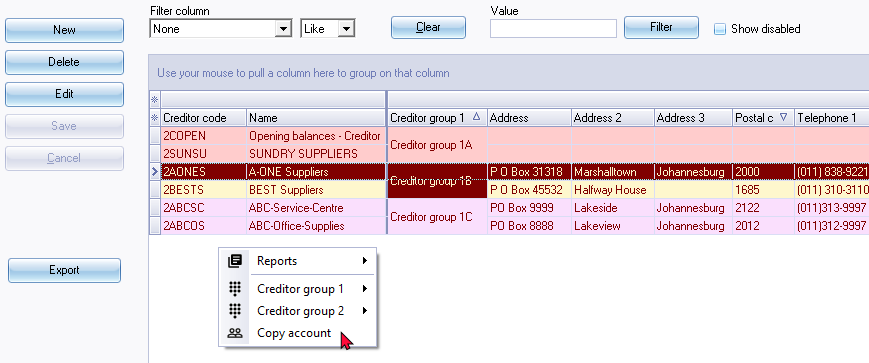 Filter column Value
New None Like Clear Filter Show disabled
Delete
Use your mouse to pull a column here to group on that column
Edit
Creditor code Name Creditor group 1 Address Address 2 Address 3 Postal c Telephone 1
Save
2COPEN Opening balances - Creditor
Creditor group 1A
2SUNSU SUNDRY SUPPLIERS
Cancel
2AONES A-ONE Suppliers P O Box 31318 Marshalltown Johannesburg 2000 (011) 838-9221
Creditor group 1B
2BESTS BEST Suppliers P O Box 45532 Halfway House 1685 (011) 310-3110
2ABCSC ABC-Service-Centre PO Box 9999 Lakeside Johannesburg 2122 (011)313-9997
Creditor group 1C
2ABCOS ABC-Office-Supplies PO Box 8888 Lakeview Johannesburg 2012 (011)312-9997
Export
Reports
Creditor group 1
Creditor group 2
Copy account